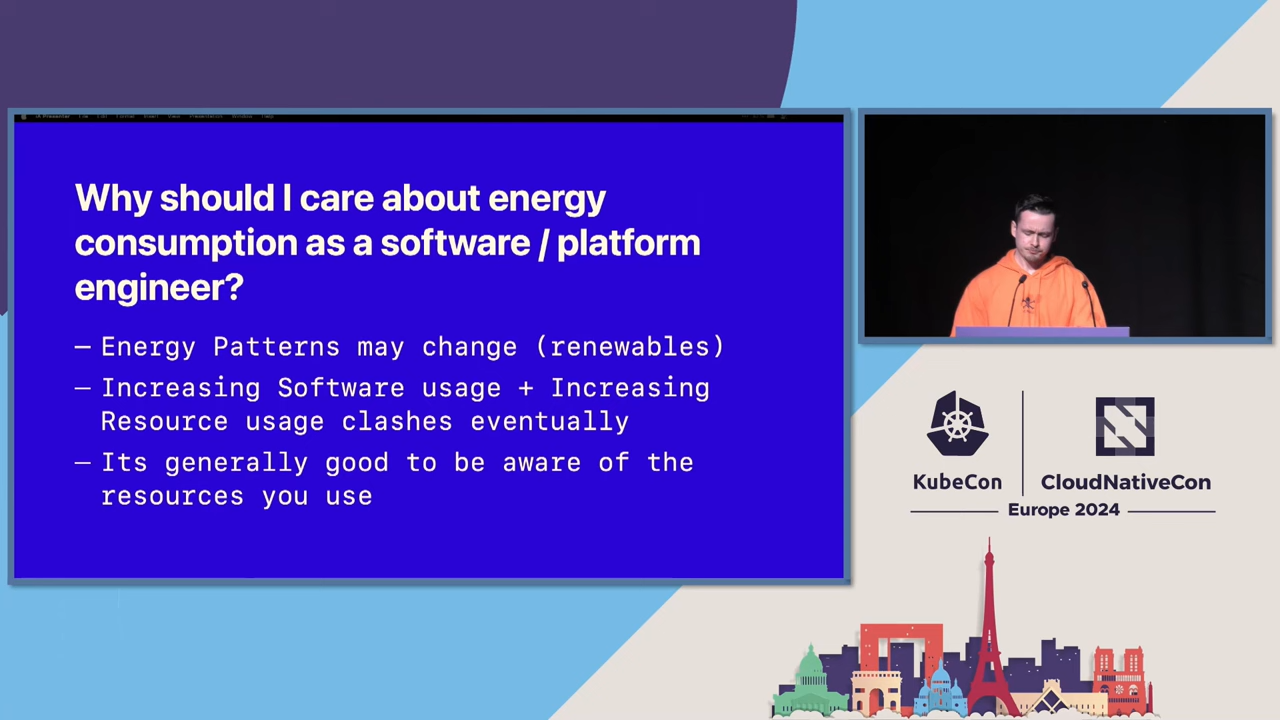 Why should I care about energy
consumption as a software / platform
engineer?
— Energy Patterns may change (renewables)
— Increasing Software usage + Increasing
Resource usage clashes eventually
— Its generally good to be aware of the
resources you use
KubeCon
CloudNativeCon
Europe 2024